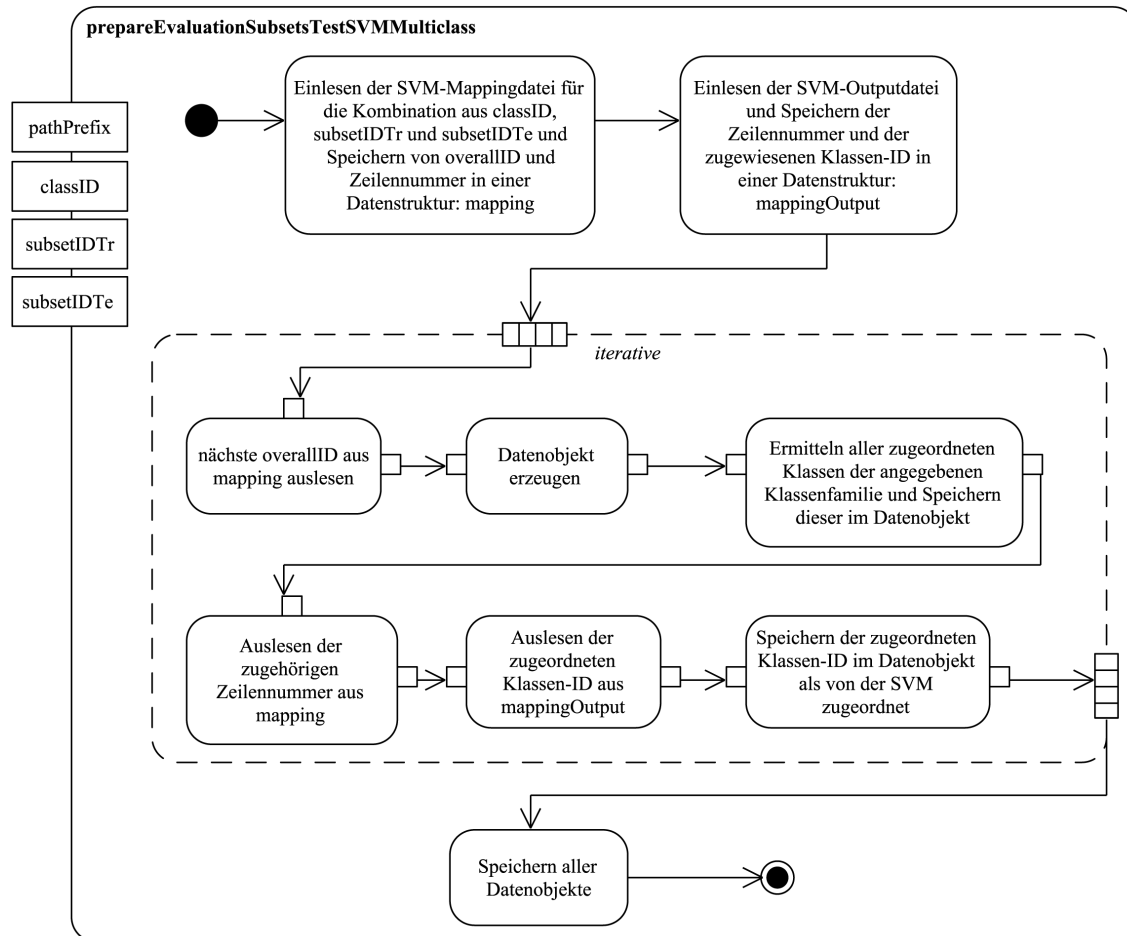 prepareEvaluationSubsetsTestSVMMulticlass
pathPrefix
classID
subsetIDTr
subsetIDTe
Einlesen der SVM-Mappingdatei für
die Kombination aus classID,
subsetIDTr und subsetIDTe und
Speichern von overallID und
Zeilennummer in einer
Datenstruktur: mapping
Einlesen der SVM-Outputdatei
und Speichern der
Zeilennummer und der
zugewiesenen Klassen-ID in
einer Datenstruktur:
mappingOutput
iterative
nächste overallID aus
mapping auslesen
Datenobjekt
erzeugen
Ermitteln aller zugeordneten
Klassen der angegebenen
Klassenfamilie und Speichern
dieser im Datenobjekt
Auslesen der
zugehörigen
Zeilennummer aus
mapping
Auslesen der
zugeordneten
Klassen-ID aus
mappingOutput
Speichern der zugeordneten
Klassen-ID im Datenobjekt
als von der SVM
zugeordnet
Speichern aller
Datenobjekte